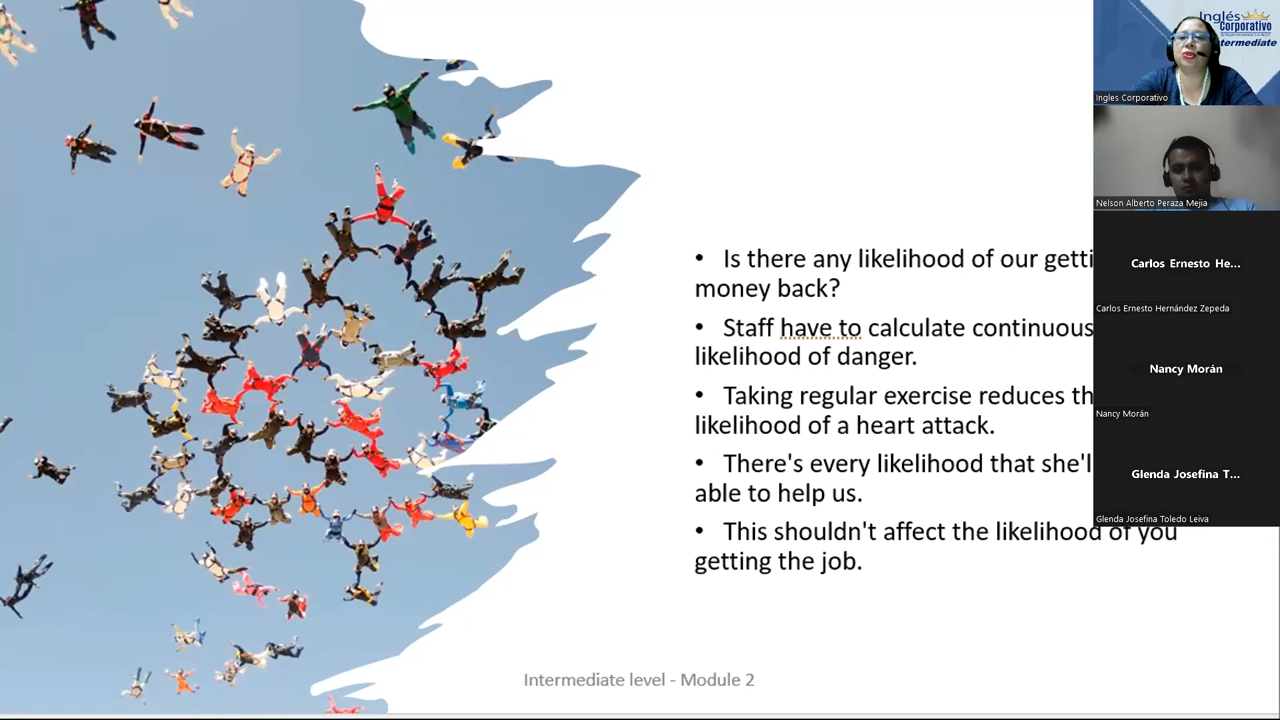 • Is there any likelihood of our getti
money back?
• Staff have to calculate continuous
likelihood of danger.
• Taking regular exercise reduces th
likelihood of a heart attack.
• There's every likelihood that she'l
able to help us.
• This shouldn't affect the likelihood of you
getting the job.
Intermediate level - Module 2
Inglés
Corporativo
termediate
Ingles Corporativo
Nelson Alberto Peraza Mejia
Carlos Ernesto He...
Carlos Ernesto Hernández Zepeda
Nancy Morán
Nancy Morán
Glenda Josefina T...
Glenda Josefina Toledo Leiva